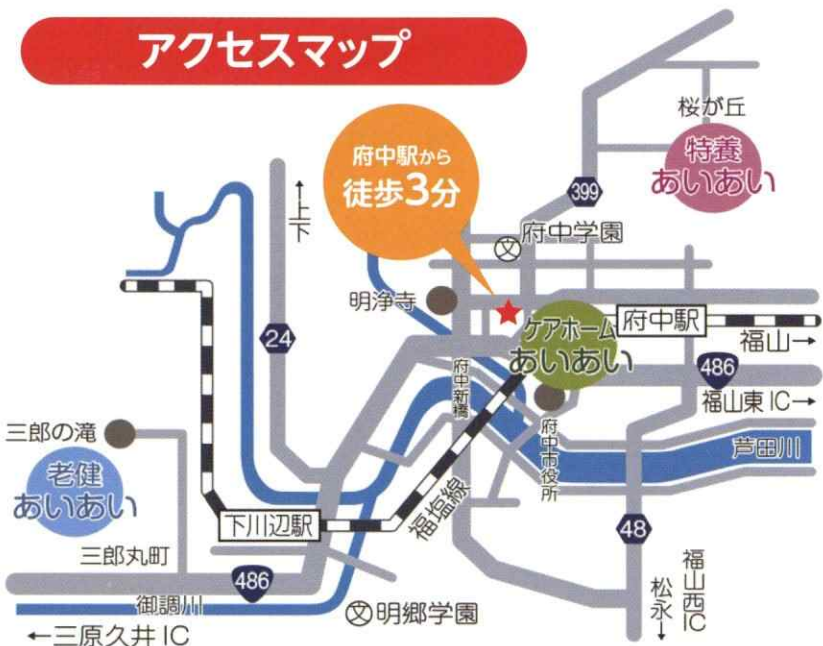 アクセスマップ
桜が丘
特養
あいあい
府中駅から
徒歩3分
399
↑上下
府中学園
文
明浄寺
ケアホーム
あいあい
府中駅
福山→
24
486
府中新橋
福山東IC→
三郎の滝
府中市役所
芦田川
老健
あいあい
福塩線
下川辺駅
48
三郎丸町
486
福山西IC
松永↓
御調川
文
明郷学園
←三原久井IC